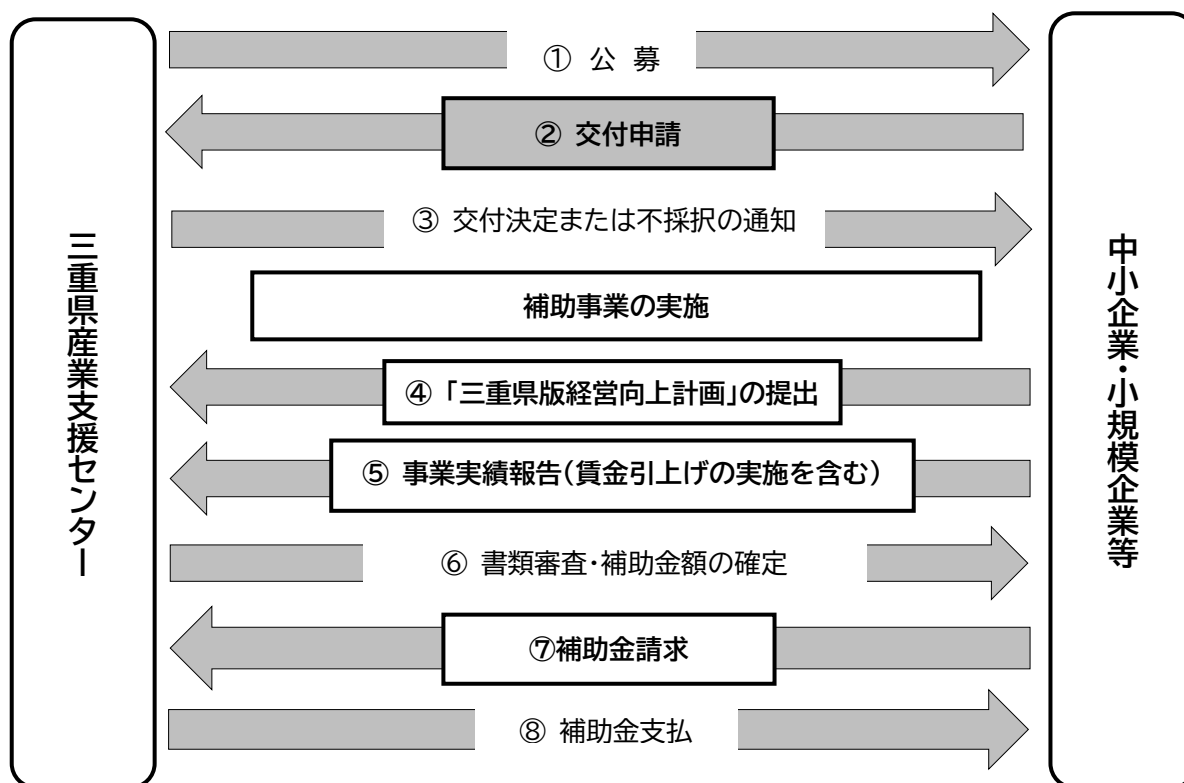 三重県産業支援センター
① 公 募
② 交付申請
③ 交付決定または不採択の通知
補助事業の実施
④「三重県版経営向上計画」の提出
⑤ 事業実績報告(賃金引上げの実施を含む)
⑥ 書類審査・補助金額の確定
⑦補助金請求
⑧ 補助金支払
中小企業・小規模企業等